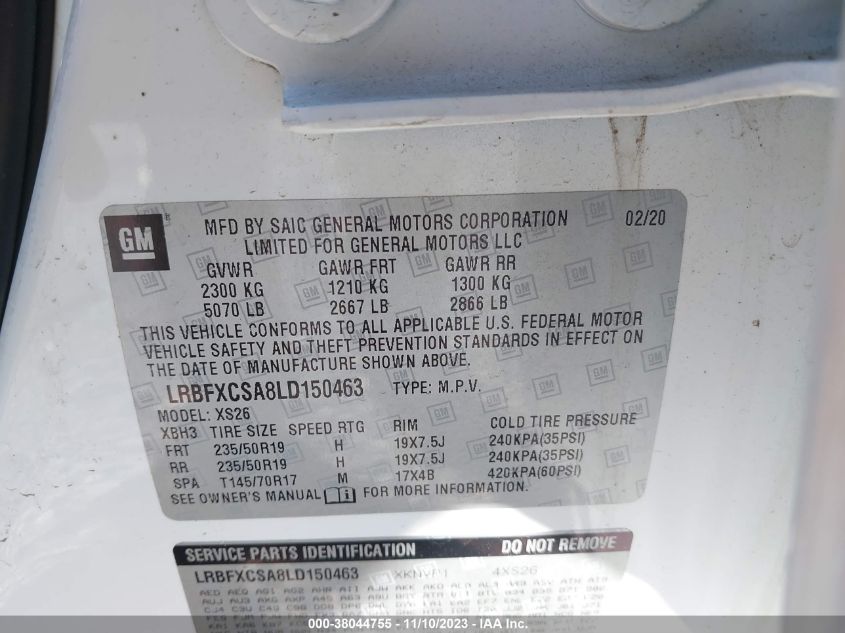 GM
MFD BY SAIC GENERAL MOTORS CORPORATION 02/20
LIMITED FOR GENERAL MOTORS LLC
GVWR GAWR FRT GAWR RR
2300 KG 1210 KG 1300 KG
5070 LB 2667 LB 2866 LB
THIS VEHICLE CONFORMS TO ALL APPLICABLE U.S. FEDERAL MOTOR
VEHICLE SAFETY AND THEFT PREVENTION STANDARDS IN EFFECT ON
THE DATE OF MANUFACTURE SHOWN ABOVE.
LRBFXCSA8LD150463 TYPE: M.P.V.
MODEL: XS26
XBH3 TIRE SIZE SPEED RTG RIM COLD TIRE PRESSURE
FRT 235/50R19 H 19X7.5J 240KPA(35PSI)
RR 235/50R19 H 19X7.5J 240KPA(35PSI)
SPA T145/70R17 M 17X4B 420KPA(60PSI)
SEE OWNER'S MANUAL FOR MORE INFORMATION.
SERVICE PARTS IDENTIFICATION DO NOT REMOVE
LRBFXCSA8LD150463 4XS26
000-38044755 - 11/10/2023 - IAA, Inc.